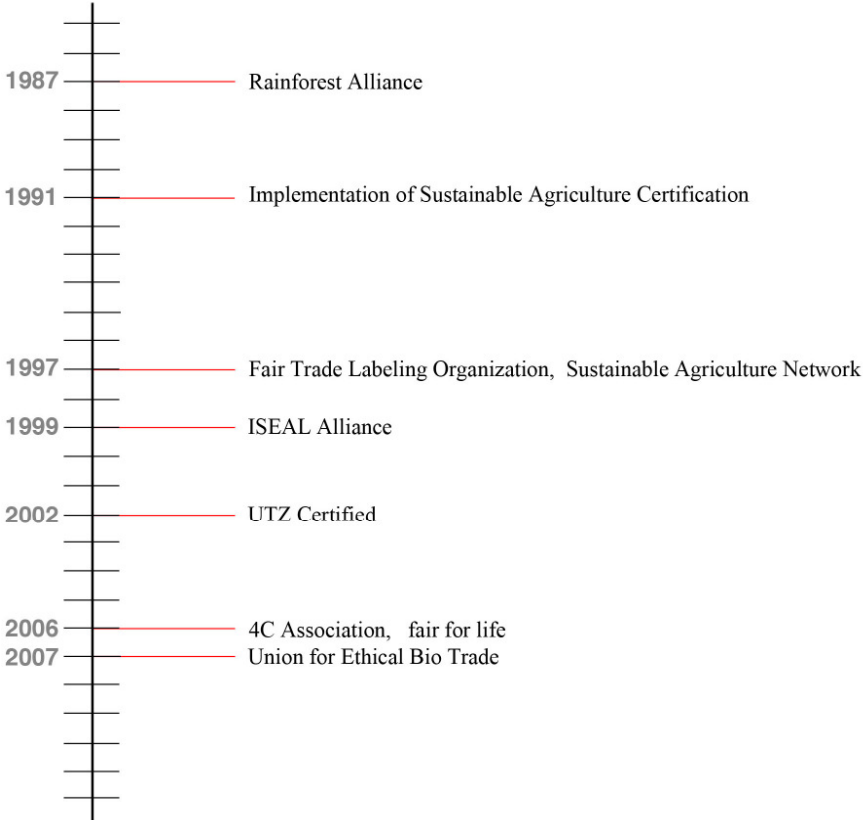 1987 Rainforest Alliance
1991 Implementation of Sustainable Agriculture Certification
1997 Fair Trade Labeling Organization, Sustainable Agriculture Network
1999 ISEAL Alliance
2002 UTZ Certified
2006 4C Association, fair for life
2007 Union for Ethical Bio Trade